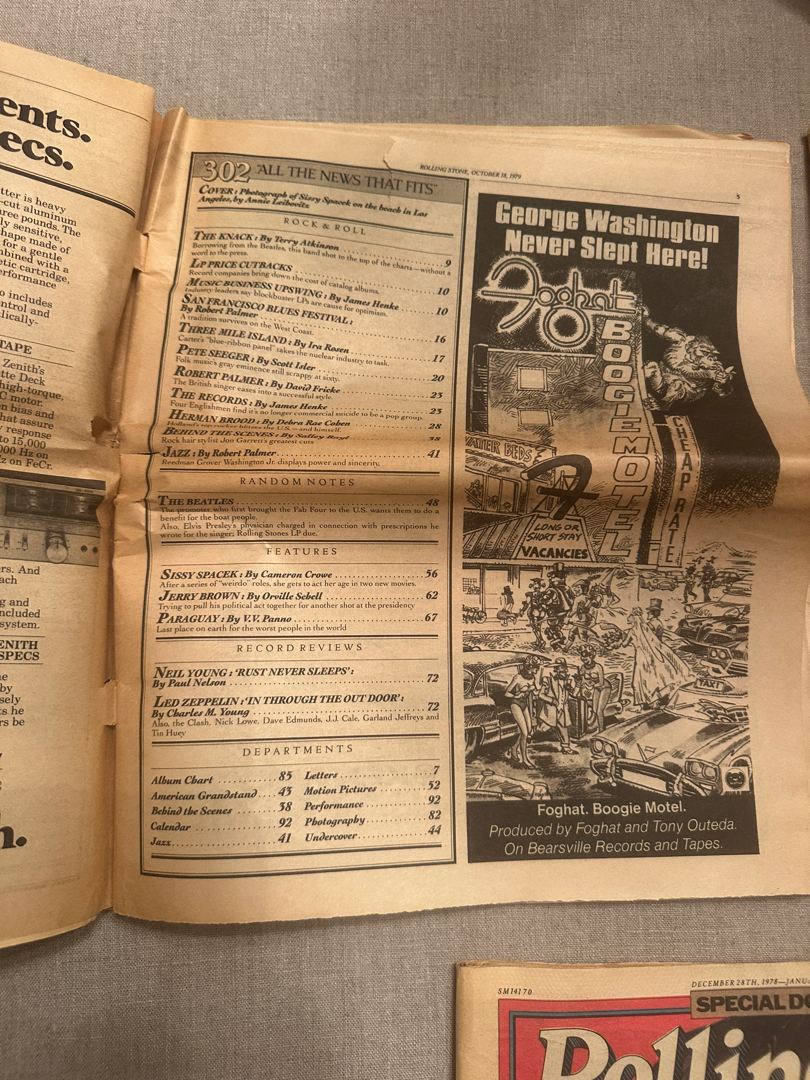 ents.
ecs.
tter is heavy
-cut aluminum
ree pounds. The
ly sensitive,
hape made of
for a gentle
mbined with a
etic cartridge,
erformance
o includes
ntrol and
lically-
TAPE
Zenith's
tte Deck
high-torque,
C motor.
n bias and
hat assure
response
to 15,000
000 Hz on
z on FeCr.
ers. And
ach
ng and
included
system.
ENITH
SPECS
ne
by
sely
ts he
rs be
h.
ROLLING STONE, OCTOBER 18, 1979
302 "ALL THE NEWS THAT FITS"
COVER: Photograph of Sissy Spacek on the beach in Los
Angeles, by Annie Leibovitz
ROCK & ROLL
THE KNACK: By Terry Atkinson 9
Borrowing from the Beatles, this band shot to the top of the charts—without a
word to the press.
LP PRICE CUTBACKS 10
Record companies bring down the cost of catalog albums.
MUSIC BUSINESS UPSWING: By James Henke 10
Industry leaders say blockbuster LPs are cause for optimism.
SAN FRANCISCO BLUES FESTIVAL:
By Robert Palmer 16
A tradition survives on the West Coast.
THREE MILE ISLAND: By Ira Rosen 17
Carter's "blue-ribbon panel" takes the nuclear industry to task.
PETE SEEGER: By Scott Isler 20
Folk music's gray eminence still scrappy at sixty.
ROBERT PALMER: By David Fricke 23
The British singer eases into a successful style.
THE RECORDS: By James Henke 23
Four Englishmen find it's no longer commercial suicide to be a pop group.
HERMAN BROOD: By Debra Rae Cohen 28
the U.S.—and himself.
BEHIND THE SCENES: By 38
Rock hair stylist Jon Garrett's greatest cuts
JAZZ: By Robert Palmer 41
Reedman Grover Washington Jr. displays power and sincerity.
RANDOM NOTES
THE BEATLES 48
The promoter who first brought the Fab Four to the U.S. wants them to do a
benefit for the boat people.
Also, Elvis Presley's physician charged in connection with prescriptions he
wrote for the singer; Rolling Stones LP due.
FEATURES
SISSY SPACEK: By Cameron Crowe 56
After a series of "weirdo" roles, she gets to act her age in two new movies.
JERRY BROWN: By Orville Schell 62
Trying to pull his political act together for another shot at the presidency
PARAGUAY: By V.V. Panno 67
Last place on earth for the worst people in the world
RECORD REVIEWS
NEIL YOUNG: 'RUST NEVER SLEEPS':
By Paul Nelson 72
LED ZEPPELIN: 'IN THROUGH THE OUT DOOR':
By Charles M. Young 72
Also, the Clash, Nick Lowe, Dave Edmunds, J.J. Cale, Garland Jeffreys and
Tin Huey
DEPARTMENTS
Album Chart 85
American Grandstand 43
Behind the Scenes 38
Calendar 92
Jazz 41
Letters 7
Motion Pictures 52
Performance 92
Photography 82
Undercover 44
George Washington
Never Slept Here!
Foghat
BOOGIE MOTEL
CHEAP RATE
WATER BEDS
LONG OR
SHORT STAY
VACANCIES
TAXI
Foghat. Boogie Motel.
Produced by Foghat and Tony Outeda.
On Bearsville Records and Tapes.
SM14170
DECEMBER 28TH, 1978—JANU
SPECIAL DO
Rollin